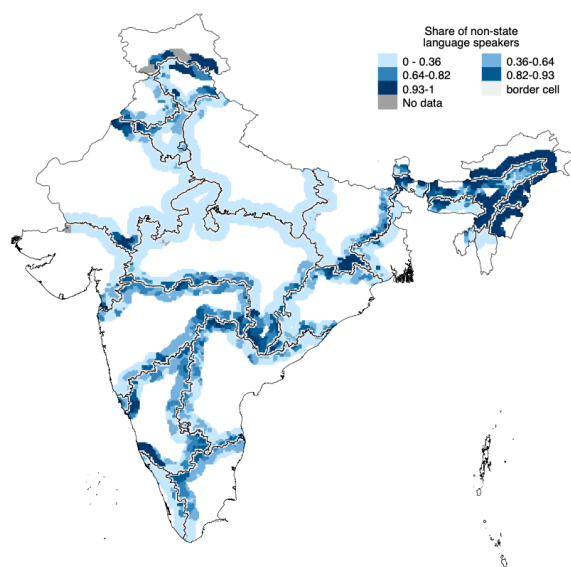 Share of non-state
language speakers
0 - 0.36
0.36-0.64
0.64-0.82
0.82-0.93
0.93-1
border cell
No data